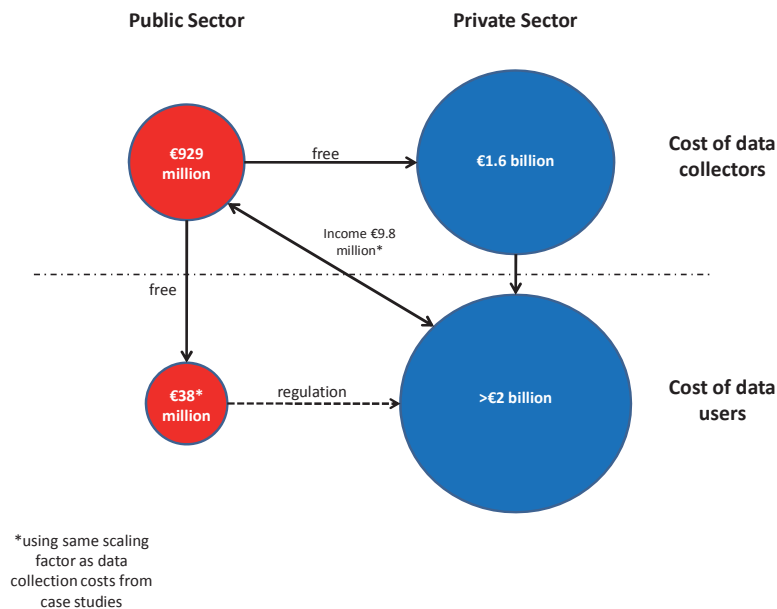 Public Sector
Private Sector
€929
million
free
€1.6 billion
Cost of data
collectors
Income €9.8
million*
free
€38*
million
regulation
>€2 billion
Cost of data
users
*using same scaling
factor as data
collection costs from
case studies